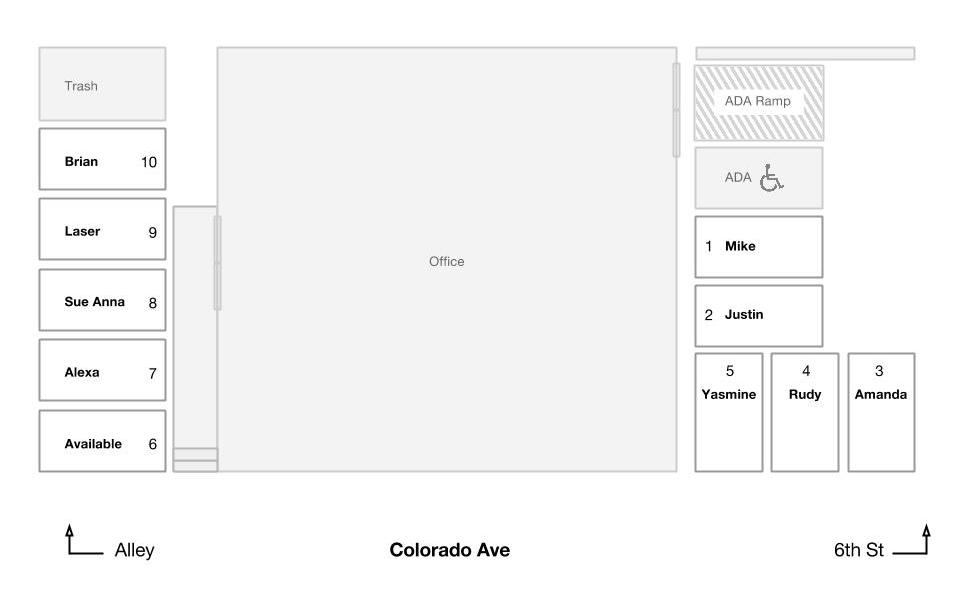 Trash
Brian 10
Laser 9
Sue Anna 8
Alexa 7
Available 6
Office
ADA Ramp
ADA
1 Mike
2 Justin
5 4 3
Yasmine Rudy Amanda
Alley Colorado Ave 6th St